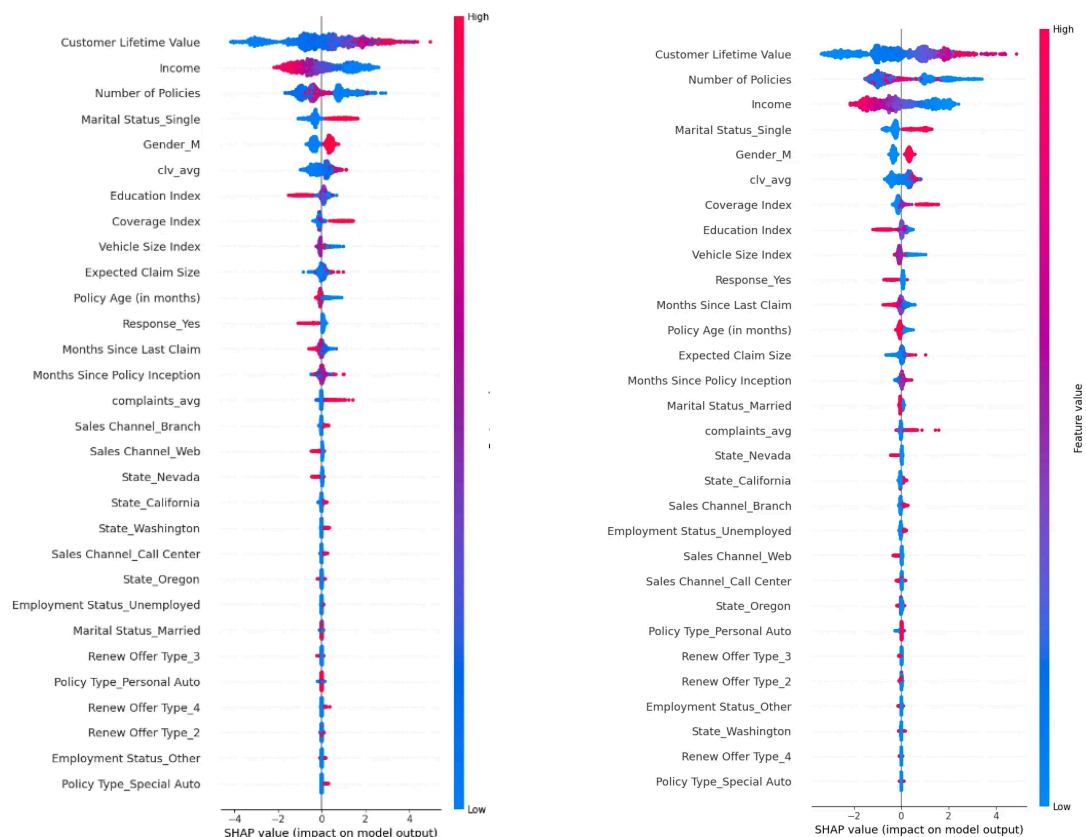 High
Customer Lifetime Value
Income
Number of Policies
Marital Status_Single
Gender_M
clv_avg
Education Index
Coverage Index
Vehicle Size Index
Expected Claim Size
Policy Age (in months)
Response_Yes
Months Since Last Claim
Months Since Policy Inception
complaints_avg
Sales Channel_Branch
Sales Channel_Web
State_Nevada
State_California
State_Washington
Sales Channel_Call Center
State_Oregon
Employment Status_Unemployed
Marital Status_Married
Renew Offer Type_3
Policy Type_Personal Auto
Renew Offer Type_4
Renew Offer Type_2
Employment Status_Other
Policy Type_Special Auto
Low
−4 −2 0 2 4
SHAP value (impact on model output)
High
Customer Lifetime Value
Number of Policies
Income
Marital Status_Single
Gender_M
clv_avg
Coverage Index
Education Index
Vehicle Size Index
Response_Yes
Months Since Last Claim
Policy Age (in months)
Expected Claim Size
Months Since Policy Inception
Marital Status_Married
complaints_avg
State_Nevada
State_California
Sales Channel_Branch
Employment Status_Unemployed
Sales Channel_Web
Sales Channel_Call Center
State_Oregon
Policy Type_Personal Auto
Renew Offer Type_3
Renew Offer Type_2
Employment Status_Other
State_Washington
Renew Offer Type_4
Policy Type_Special Auto
Low
−2 0 2 4
SHAP value (impact on model output)
Feature value